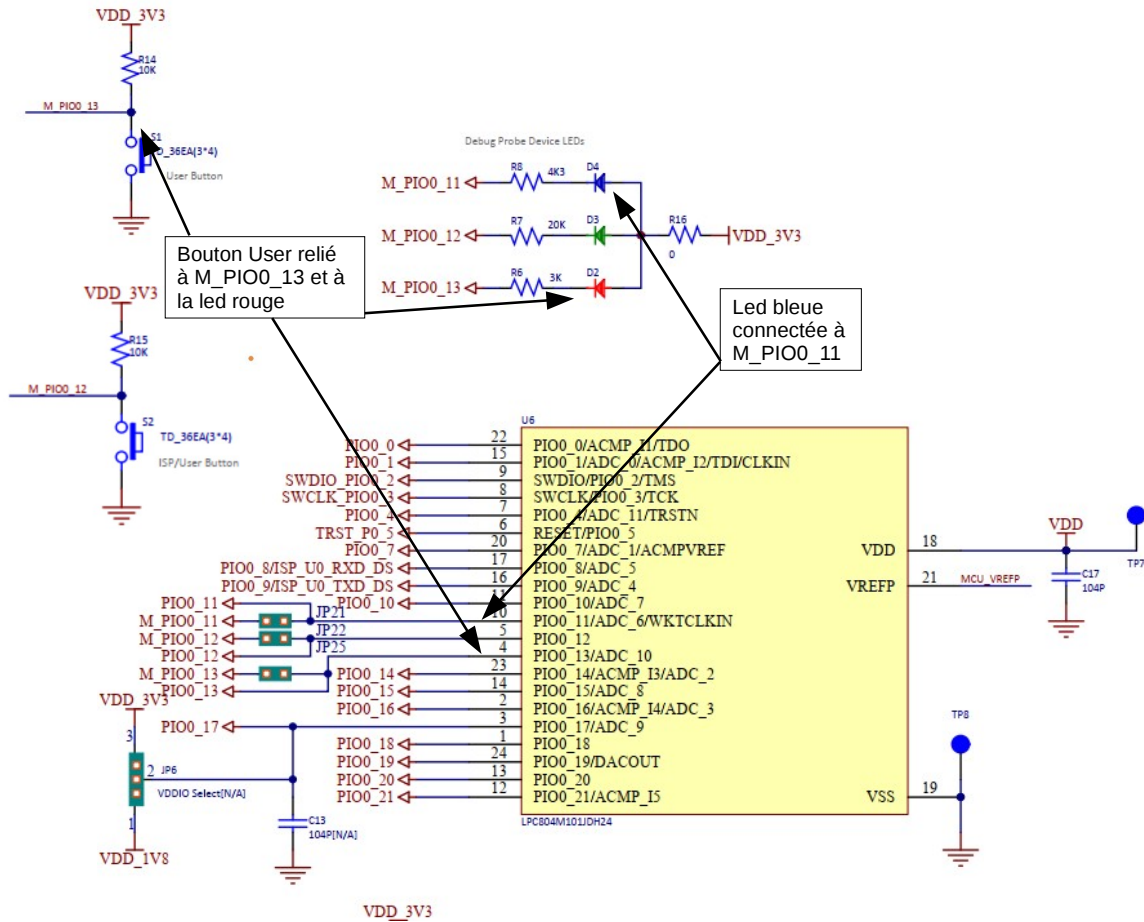 VDD_3V3
R14
10K
M_PIO0_13
S1
D_36EA(3*4)
User Button
Debug Probe Device LEDs
M_PIO0_11
R8
4K3
D4
M_PIO0_12
R7
20K
D3
R16
0
VDD_3V3
M_PIO0_13
R6
3K
D2
Bouton User relié
à M_PIO0_13 et à
la led rouge
Led bleue
connectée à
M_PIO0_11
VDD_3V3
R15
10K
M_PIO0_12
S2
TD_36EA(3*4)
ISP/User Button
U6
PIO0_0 22 PIO0_0/ACMP_I1/TDO
PIO0_1 15 PIO0_1/ADC_0/ACMP_I2/TDI/CLKIN
SWDIO_PIO0_2 9 SWDIO/PIO0_2/TMS
SWCLK_PIO0_3 8 SWCLK/PIO0_3/TCK
PIO0_4 7 PIO0_4/ADC_11/TRSTN
TRST_P0_5 6 RESET/PIO0_5
PIO0_7 20 PIO0_7/ADC_1/ACMPVREF
PIO0_8/ISP_U0_RXD_DS 17 PIO0_8/ADC_5
PIO0_9/ISP_U0_TXD_DS 16 PIO0_9/ADC_4
PIO0_10 11 PIO0_10/ADC_7
PIO0_11
M_PIO0_11 JP21 10 PIO0_11/ADC_6/WKTCLKIN
M_PIO0_12 JP22 5 PIO0_12
PIO0_12 JP25 4 PIO0_13/ADC_10
M_PIO0_13 PIO0_14 23 PIO0_14/ACMP_I3/ADC_2
PIO0_13 PIO0_15 14 PIO0_15/ADC_8
PIO0_16 2 PIO0_16/ACMP_I4/ADC_3
PIO0_17 3 PIO0_17/ADC_9
PIO0_18 1 PIO0_18
PIO0_19 24 PIO0_19/DACOUT
PIO0_20 13 PIO0_20
PIO0_21 12 PIO0_21/ACMP_I5
LPC804M101JDH24
VDD 18
VREFP 21 MCU_VREFP
VSS 19
VDD
C17
104P
TP7
TP8
VDD_3V3
3
2 JP6
VDDIO Select[N/A]
1
VDD_1V8
C13
104P[N/A]
VDD_3V3